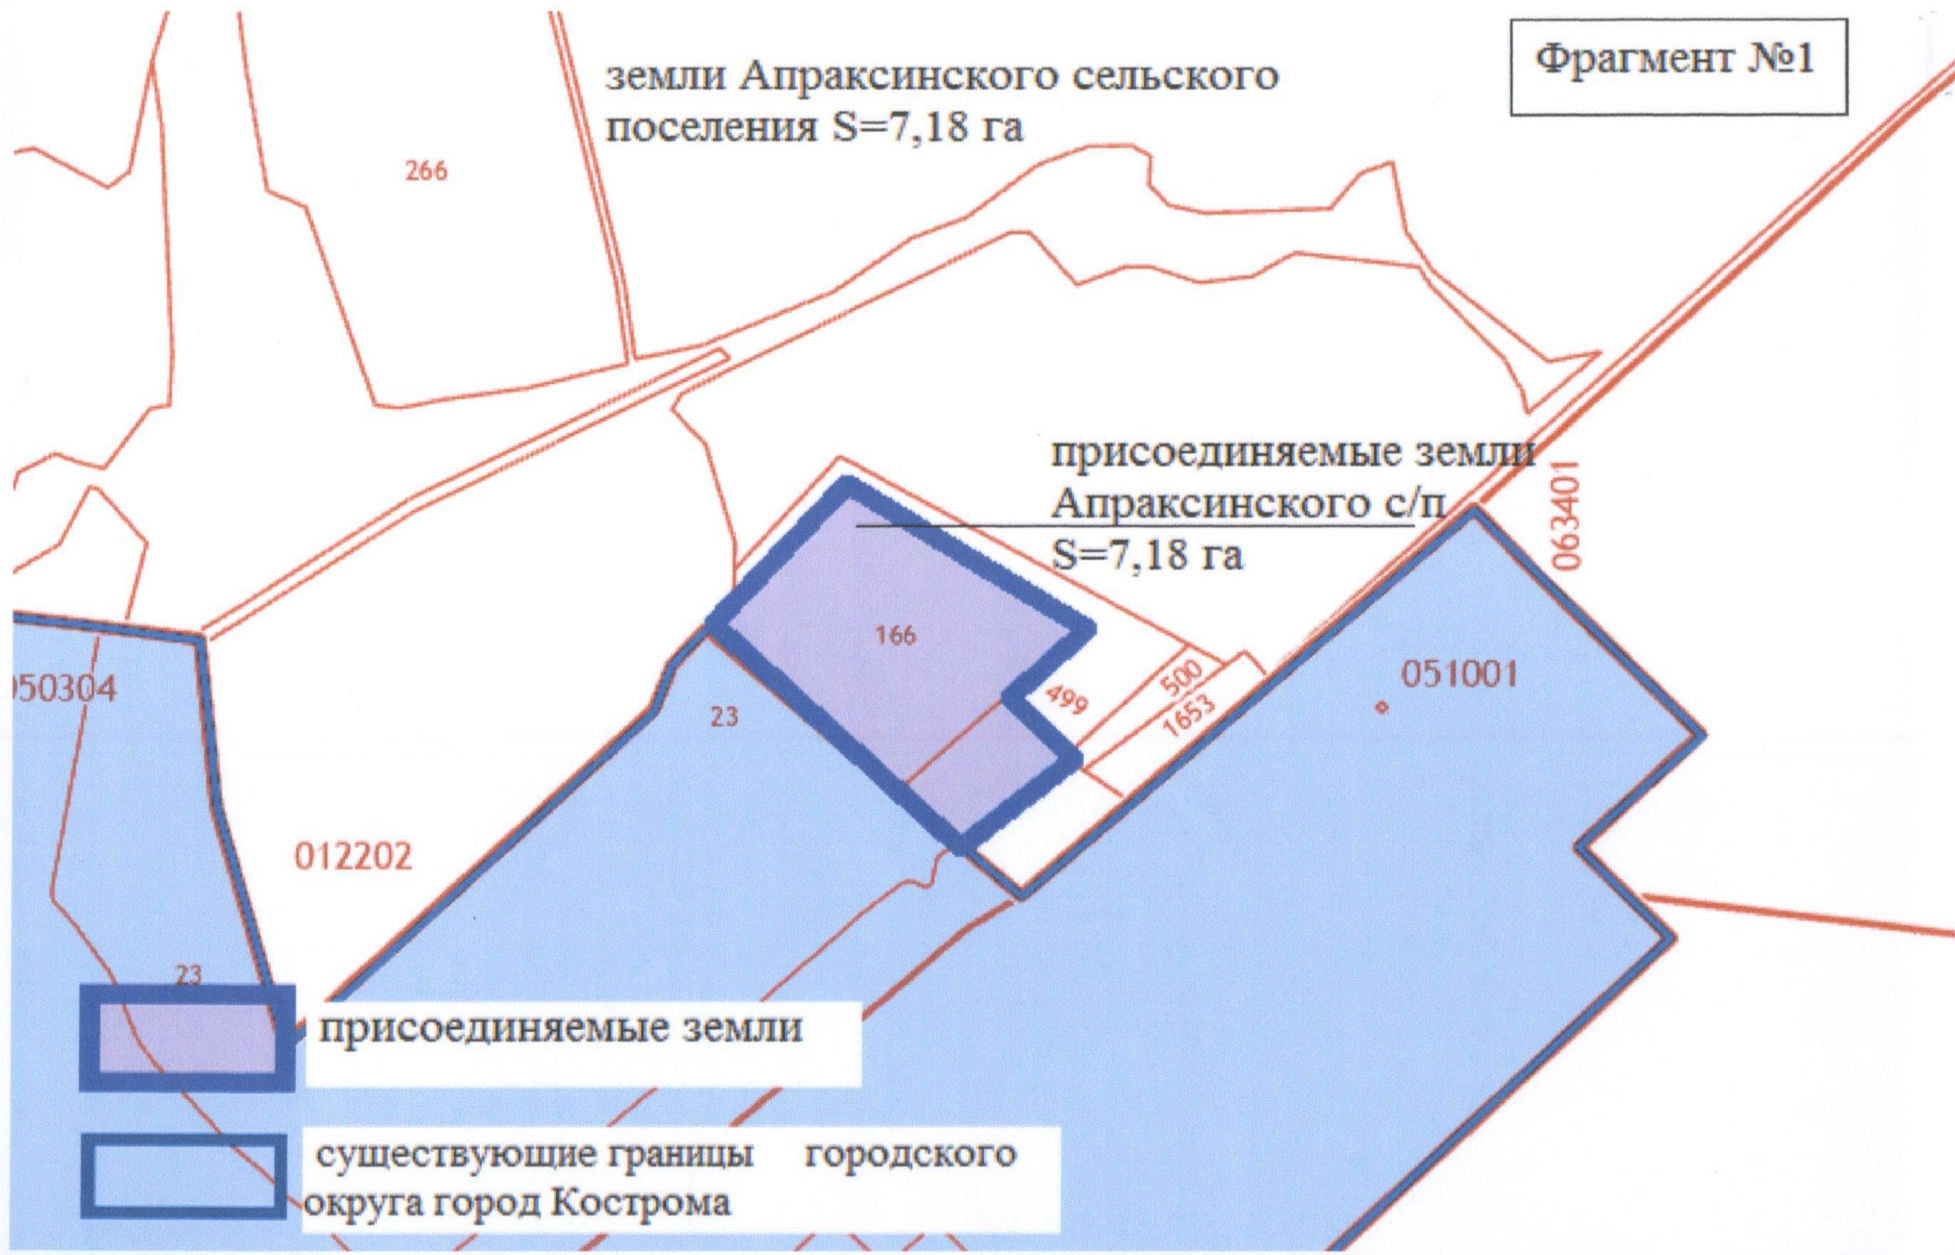 Фрагмент №1
земли Апраксинского сельского
поселения S=7,18 га
266
присоединяемые земли
Апраксинского с/п
S=7,18 га
063401
166
499
500
1653
051001
50304
23
012202
23
присоединяемые земли
существующие границы городского
округа город Кострома